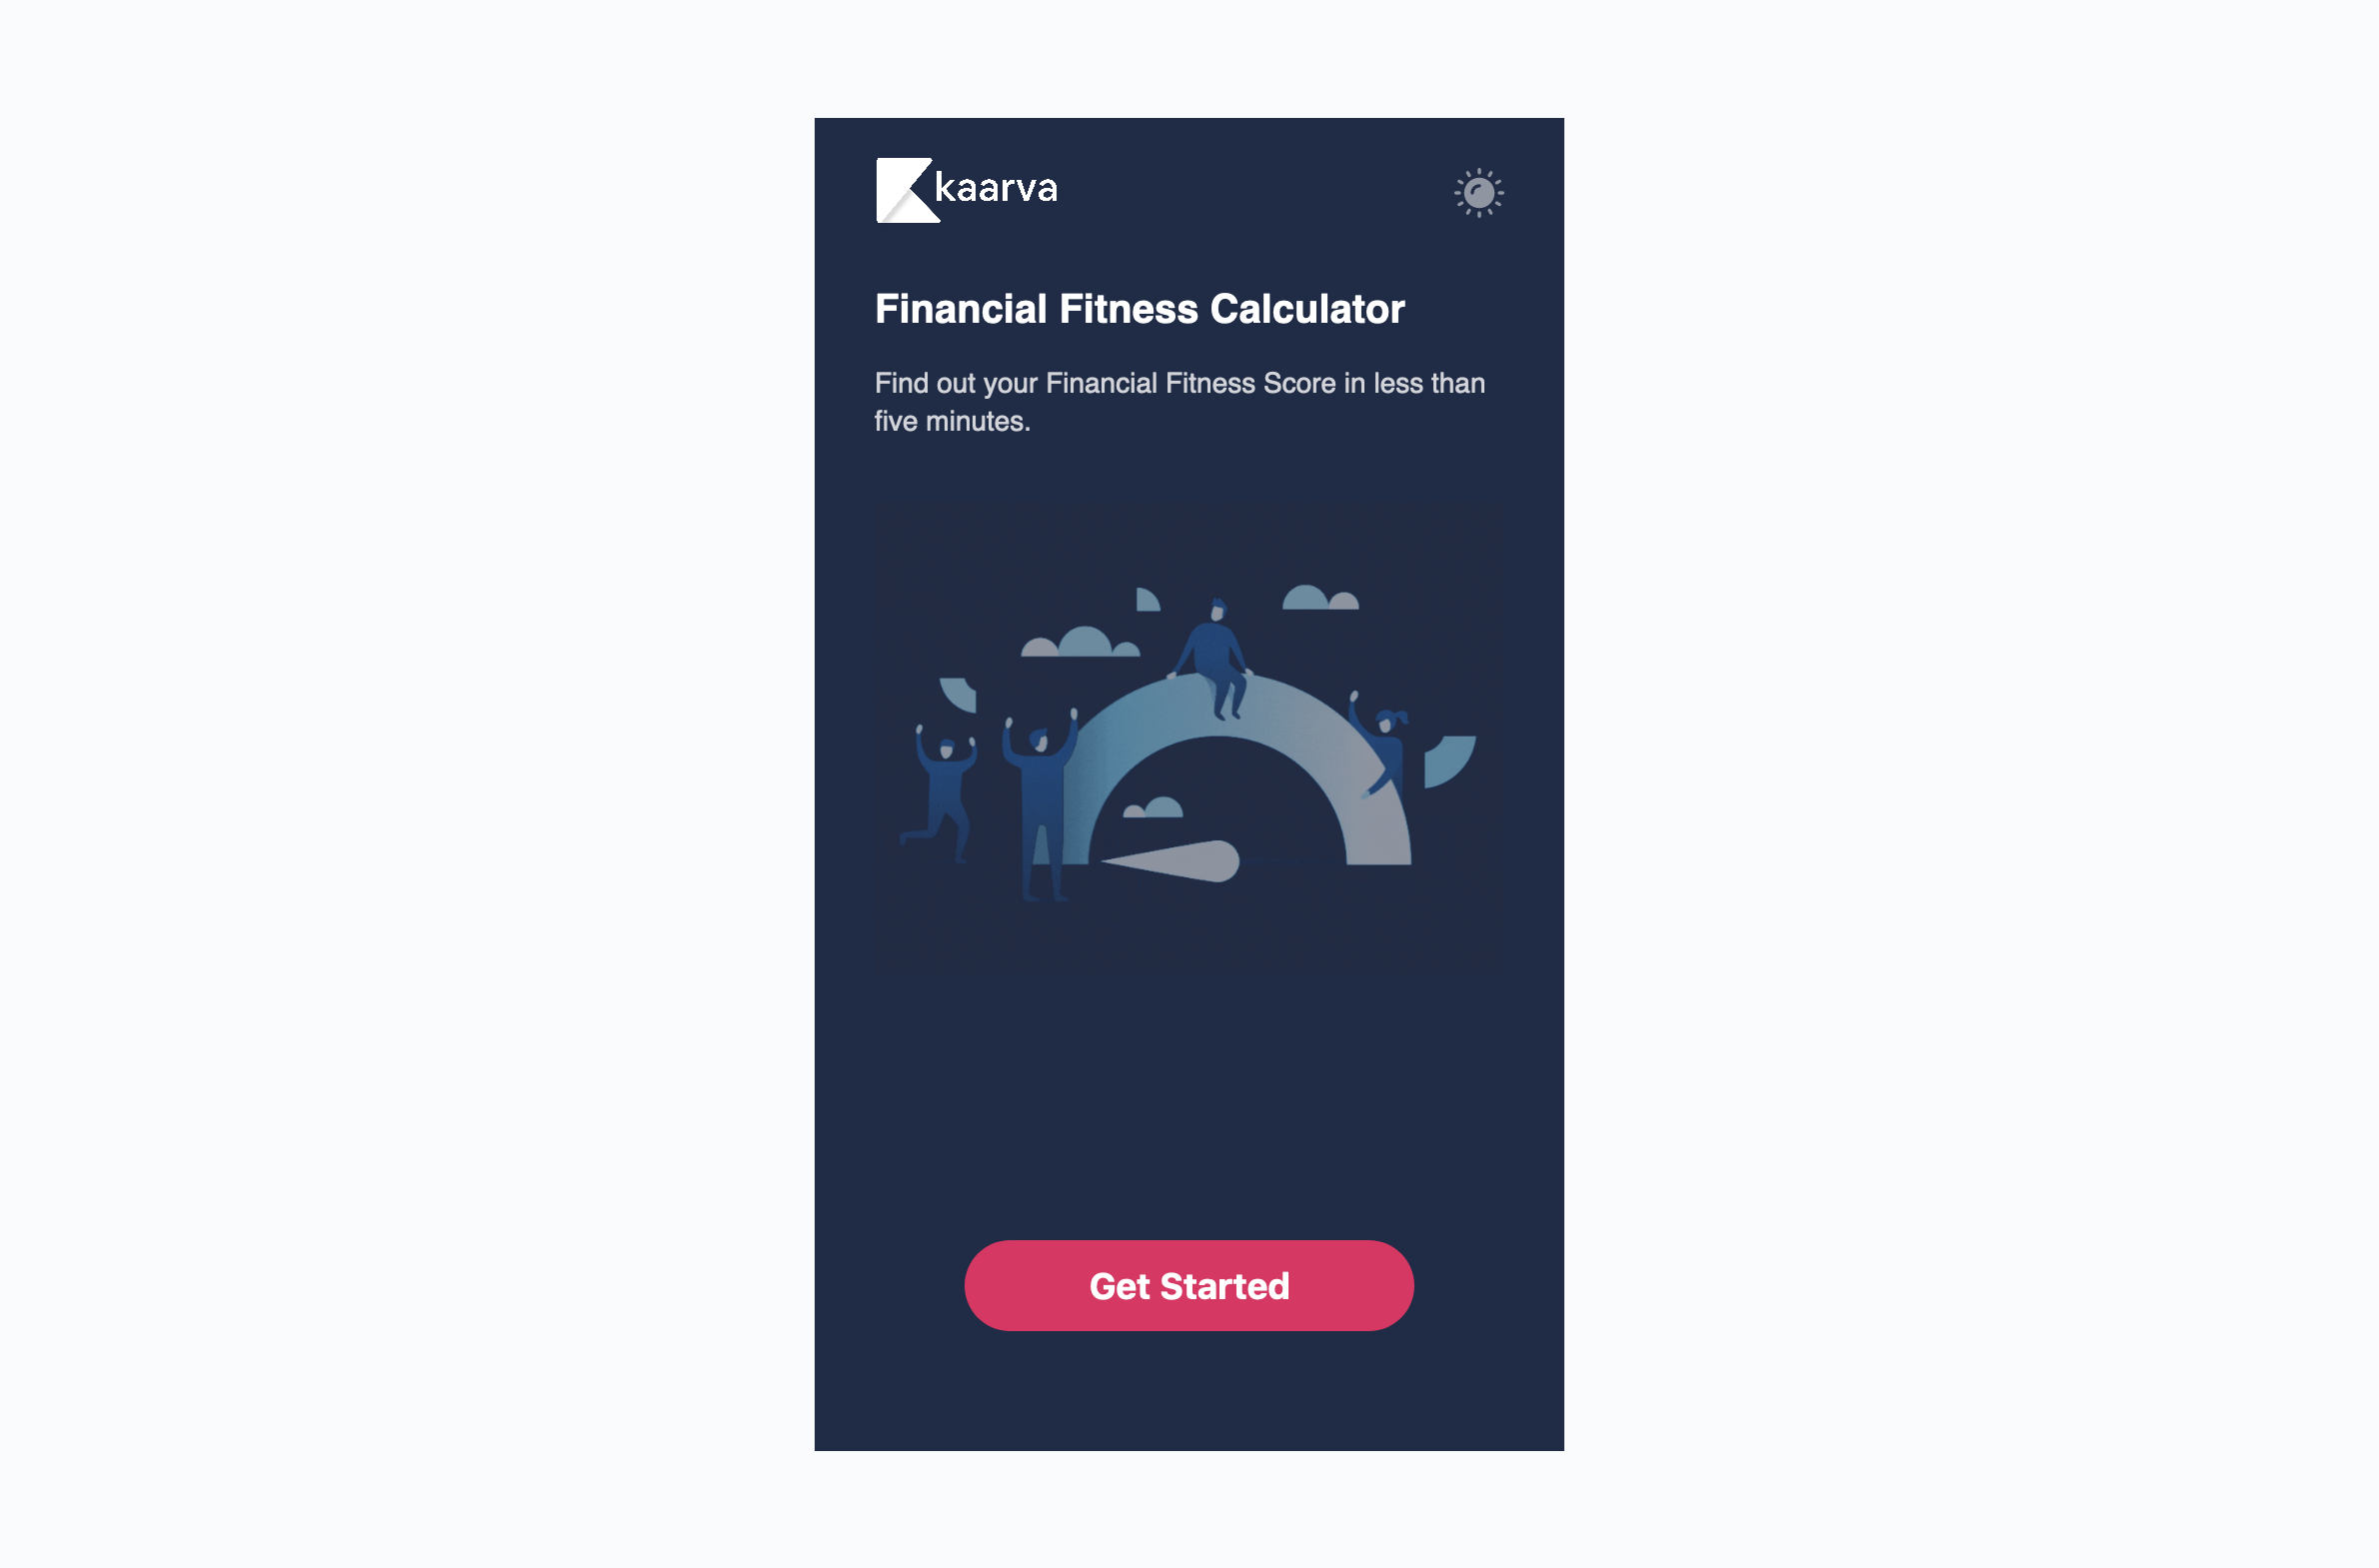 kaarva
Financial Fitness Calculator
Find out your Financial Fitness Score in less than
five minutes.
Get Started